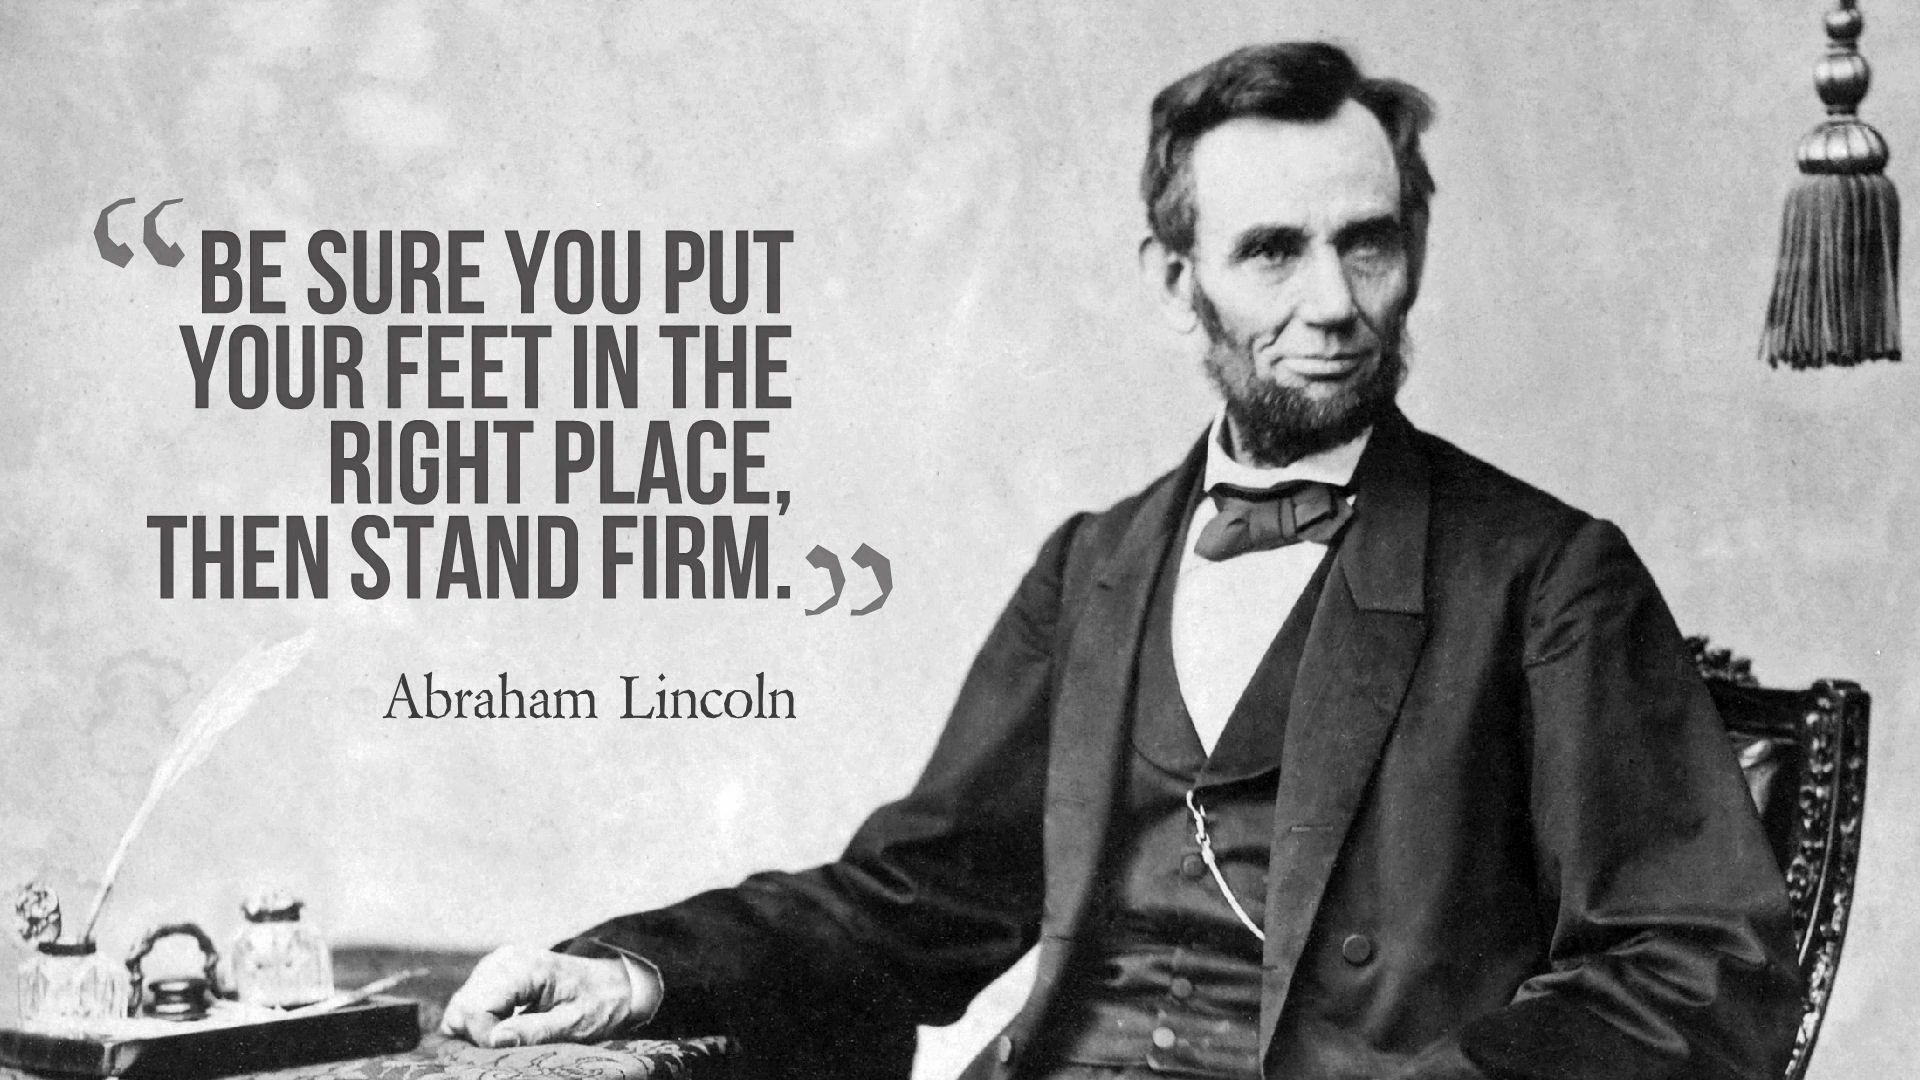 “BE SURE YOU PUT
YOUR FEET IN THE
RIGHT PLACE,
THEN STAND FIRM.”
Abraham Lincoln